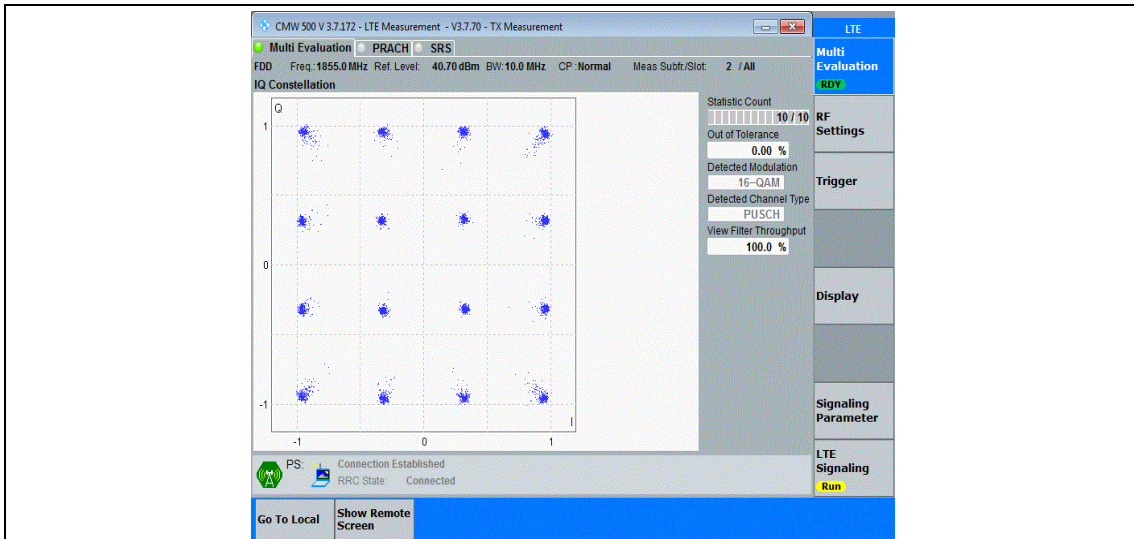 CMW 500 V 3.7.172 - LTE Measurement - V3.7.70 - TX Measurement
LTE
Multi Evaluation PRACH SRS
FDD Freq.:1855.0 MHz Ref. Level: 40.70 dBm BW:10.0 MHz CP :Normal Meas Subfr./Slot: 2 / All
IQ Constellation
Q
1
0
-1
-1 0 1
I
Statistic Count
10 / 10
Out of Tolerance
0.00 %
Detected Modulation
16-QAM
Detected Channel Type
PUSCH
View Filter Throughput
100.0 %
Multi
Evaluation
RDY
RF
Settings
Trigger
Display
Signaling
Parameter
LTE
Signaling
Run
PS: Connection Established
RRC State: Connected
Go To Local
Show Remote
Screen